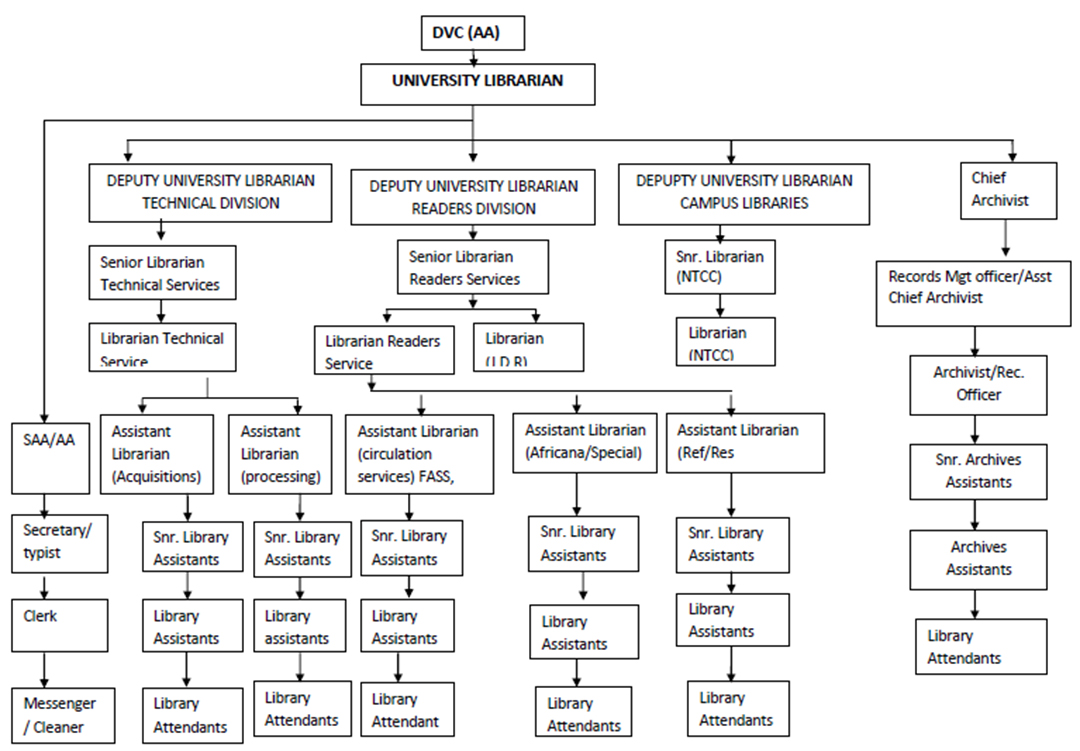 DVC (AA)
UNIVERSITY LIBRARIAN
DEPUTY UNIVERSITY LIBRARIAN
TECHNICAL DIVISION
DEPUTY UNIVERSITY LIBRARIAN
READERS DIVISION
DEPUPTY UNIVERSITY LIBRARIAN
CAMPUS LIBRARIES
Chief
Archivist
Senior Librarian
Technical Services
Senior Librarian
Readers Services
Snr. Librarian
(NTCC)
Records Mgt officer/Asst
Chief Archivist
Librarian Technical
Service
Librarian Readers
Service
Librarian
(I.D.R)
Librarian
(NTCC)
Archivist/Rec.
Officer
SAA/AA
Assistant
Librarian
(Acquisitions)
Assistant
Librarian
(processing)
Assistant Librarian
(circulation
services) FASS,
Assistant Librarian
(Africana/Special)
Assistant Librarian
(Ref/Res
Snr. Archives
Assistants
Secretary/
typist
Snr. Library
Assistants
Snr. Library
Assistants
Snr. Library
Assistants
Snr. Library
Assistants
Snr. Library
Assistants
Archives
Assistants
Clerk
Library
Assistants
Library
assistants
Library
Assistants
Library
Assistants
Library
Assistants
Library
Attendants
Messenger
/ Cleaner
Library
Attendants
Library
Attendants
Library
Attendant
Library
Attendants
Library
Attendants